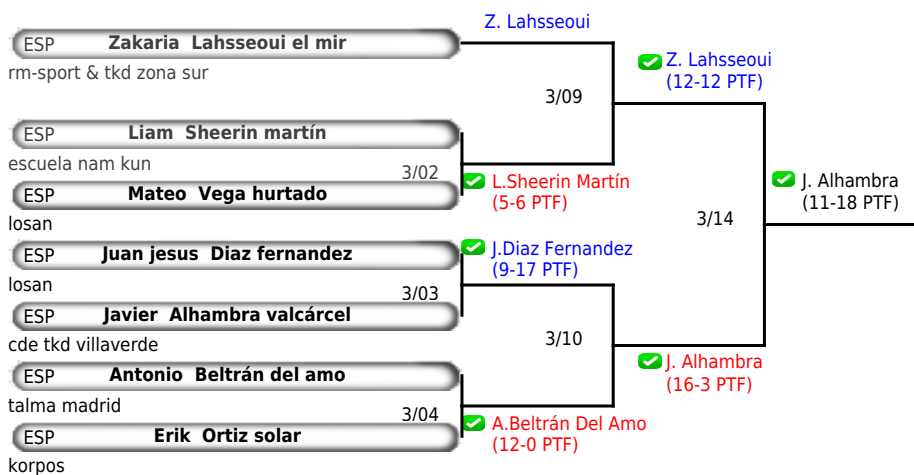 Z. Lahsseoui
ESP Zakaria Lahsseoui el mir
rm-sport & tkd zona sur
Z. Lahsseoui
(12-12 PTF)
3/09
ESP Liam Sheerin martín
escuela nam kun
3/02
L.Sheerin Martín
(5-6 PTF)
ESP Mateo Vega hurtado
losan
J. Alhambra
(11-18 PTF)
3/14
ESP Juan jesus Diaz fernandez
losan
J.Diaz Fernandez
(9-17 PTF)
3/03
ESP Javier Alhambra valcárcel
cde tkd villaverde
3/10
J. Alhambra
(16-3 PTF)
ESP Antonio Beltrán del amo
talma madrid
3/04
A.Beltrán Del Amo
(12-0 PTF)
ESP Erik Ortiz solar
korpos